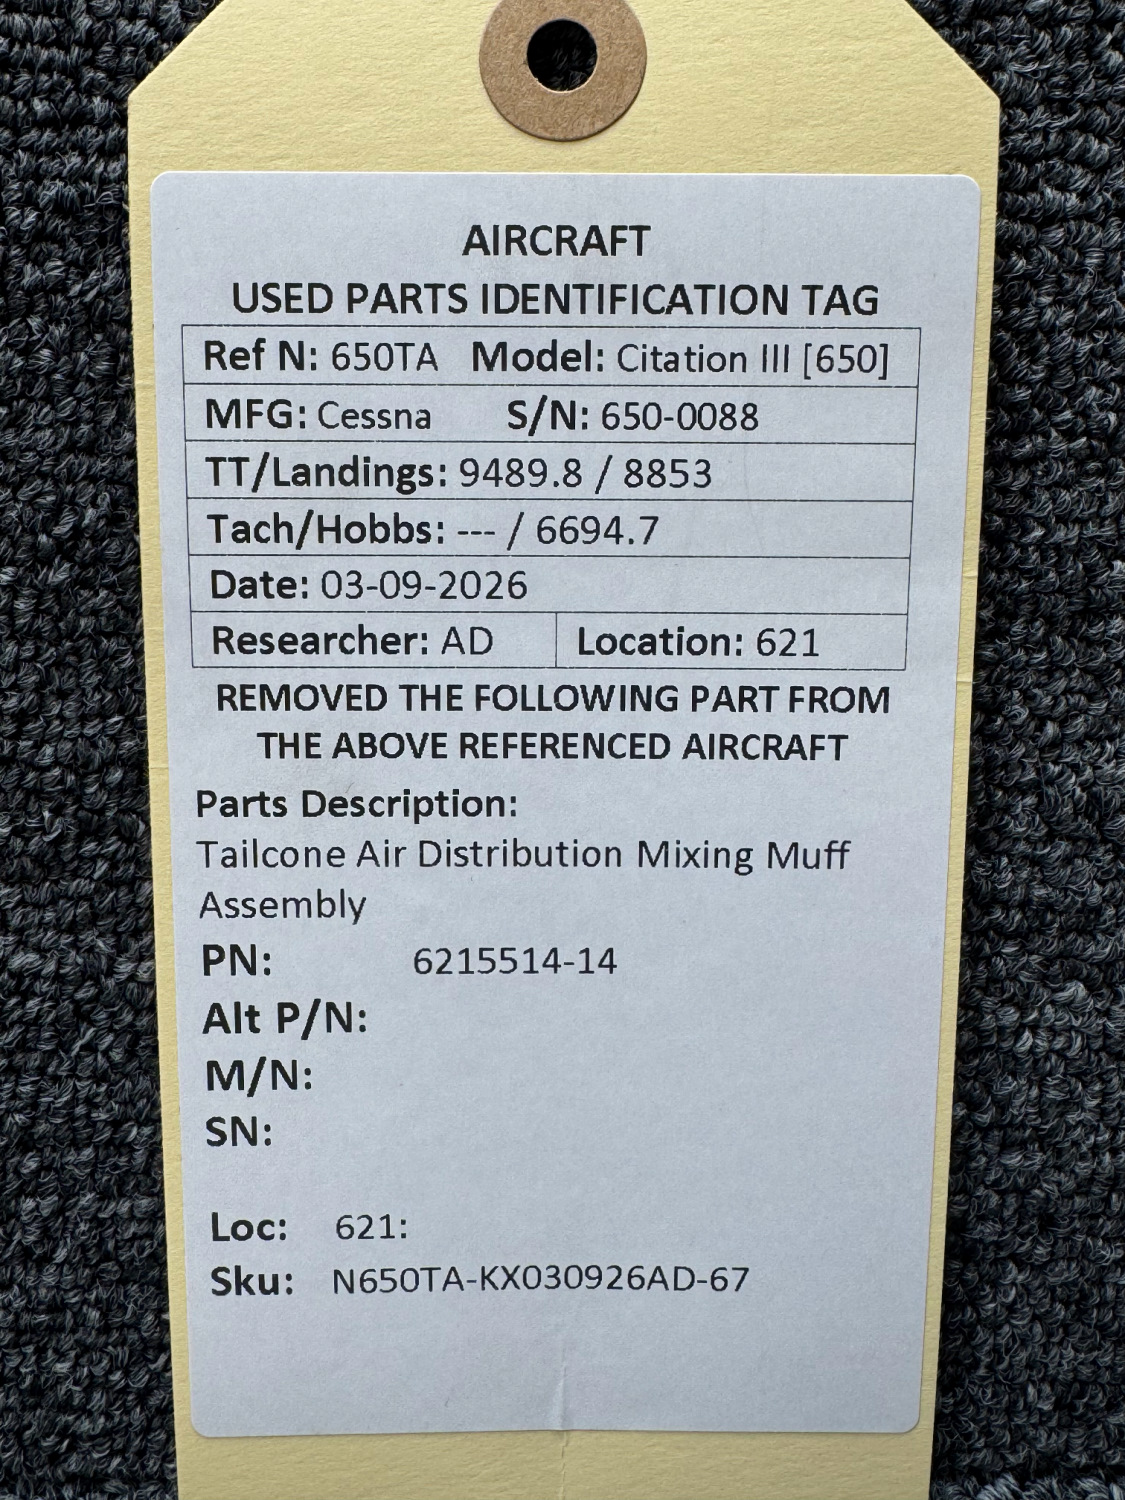 AIRCRAFT
USED PARTS IDENTIFICATION TAG
Ref N: 650TA Model: Citation III [650]
MFG: Cessna S/N: 650-0088
TT/Landings: 9489.8 / 8853
Tach/Hobbs: --- / 6694.7
Date: 03-09-2026
Researcher: AD Location: 621
REMOVED THE FOLLOWING PART FROM
THE ABOVE REFERENCED AIRCRAFT
Parts Description:
Tailcone Air Distribution Mixing Muff
Assembly
PN: 6215514-14
Alt P/N:
M/N:
SN:
Loc: 621:
Sku: N650TA-KX030926AD-67